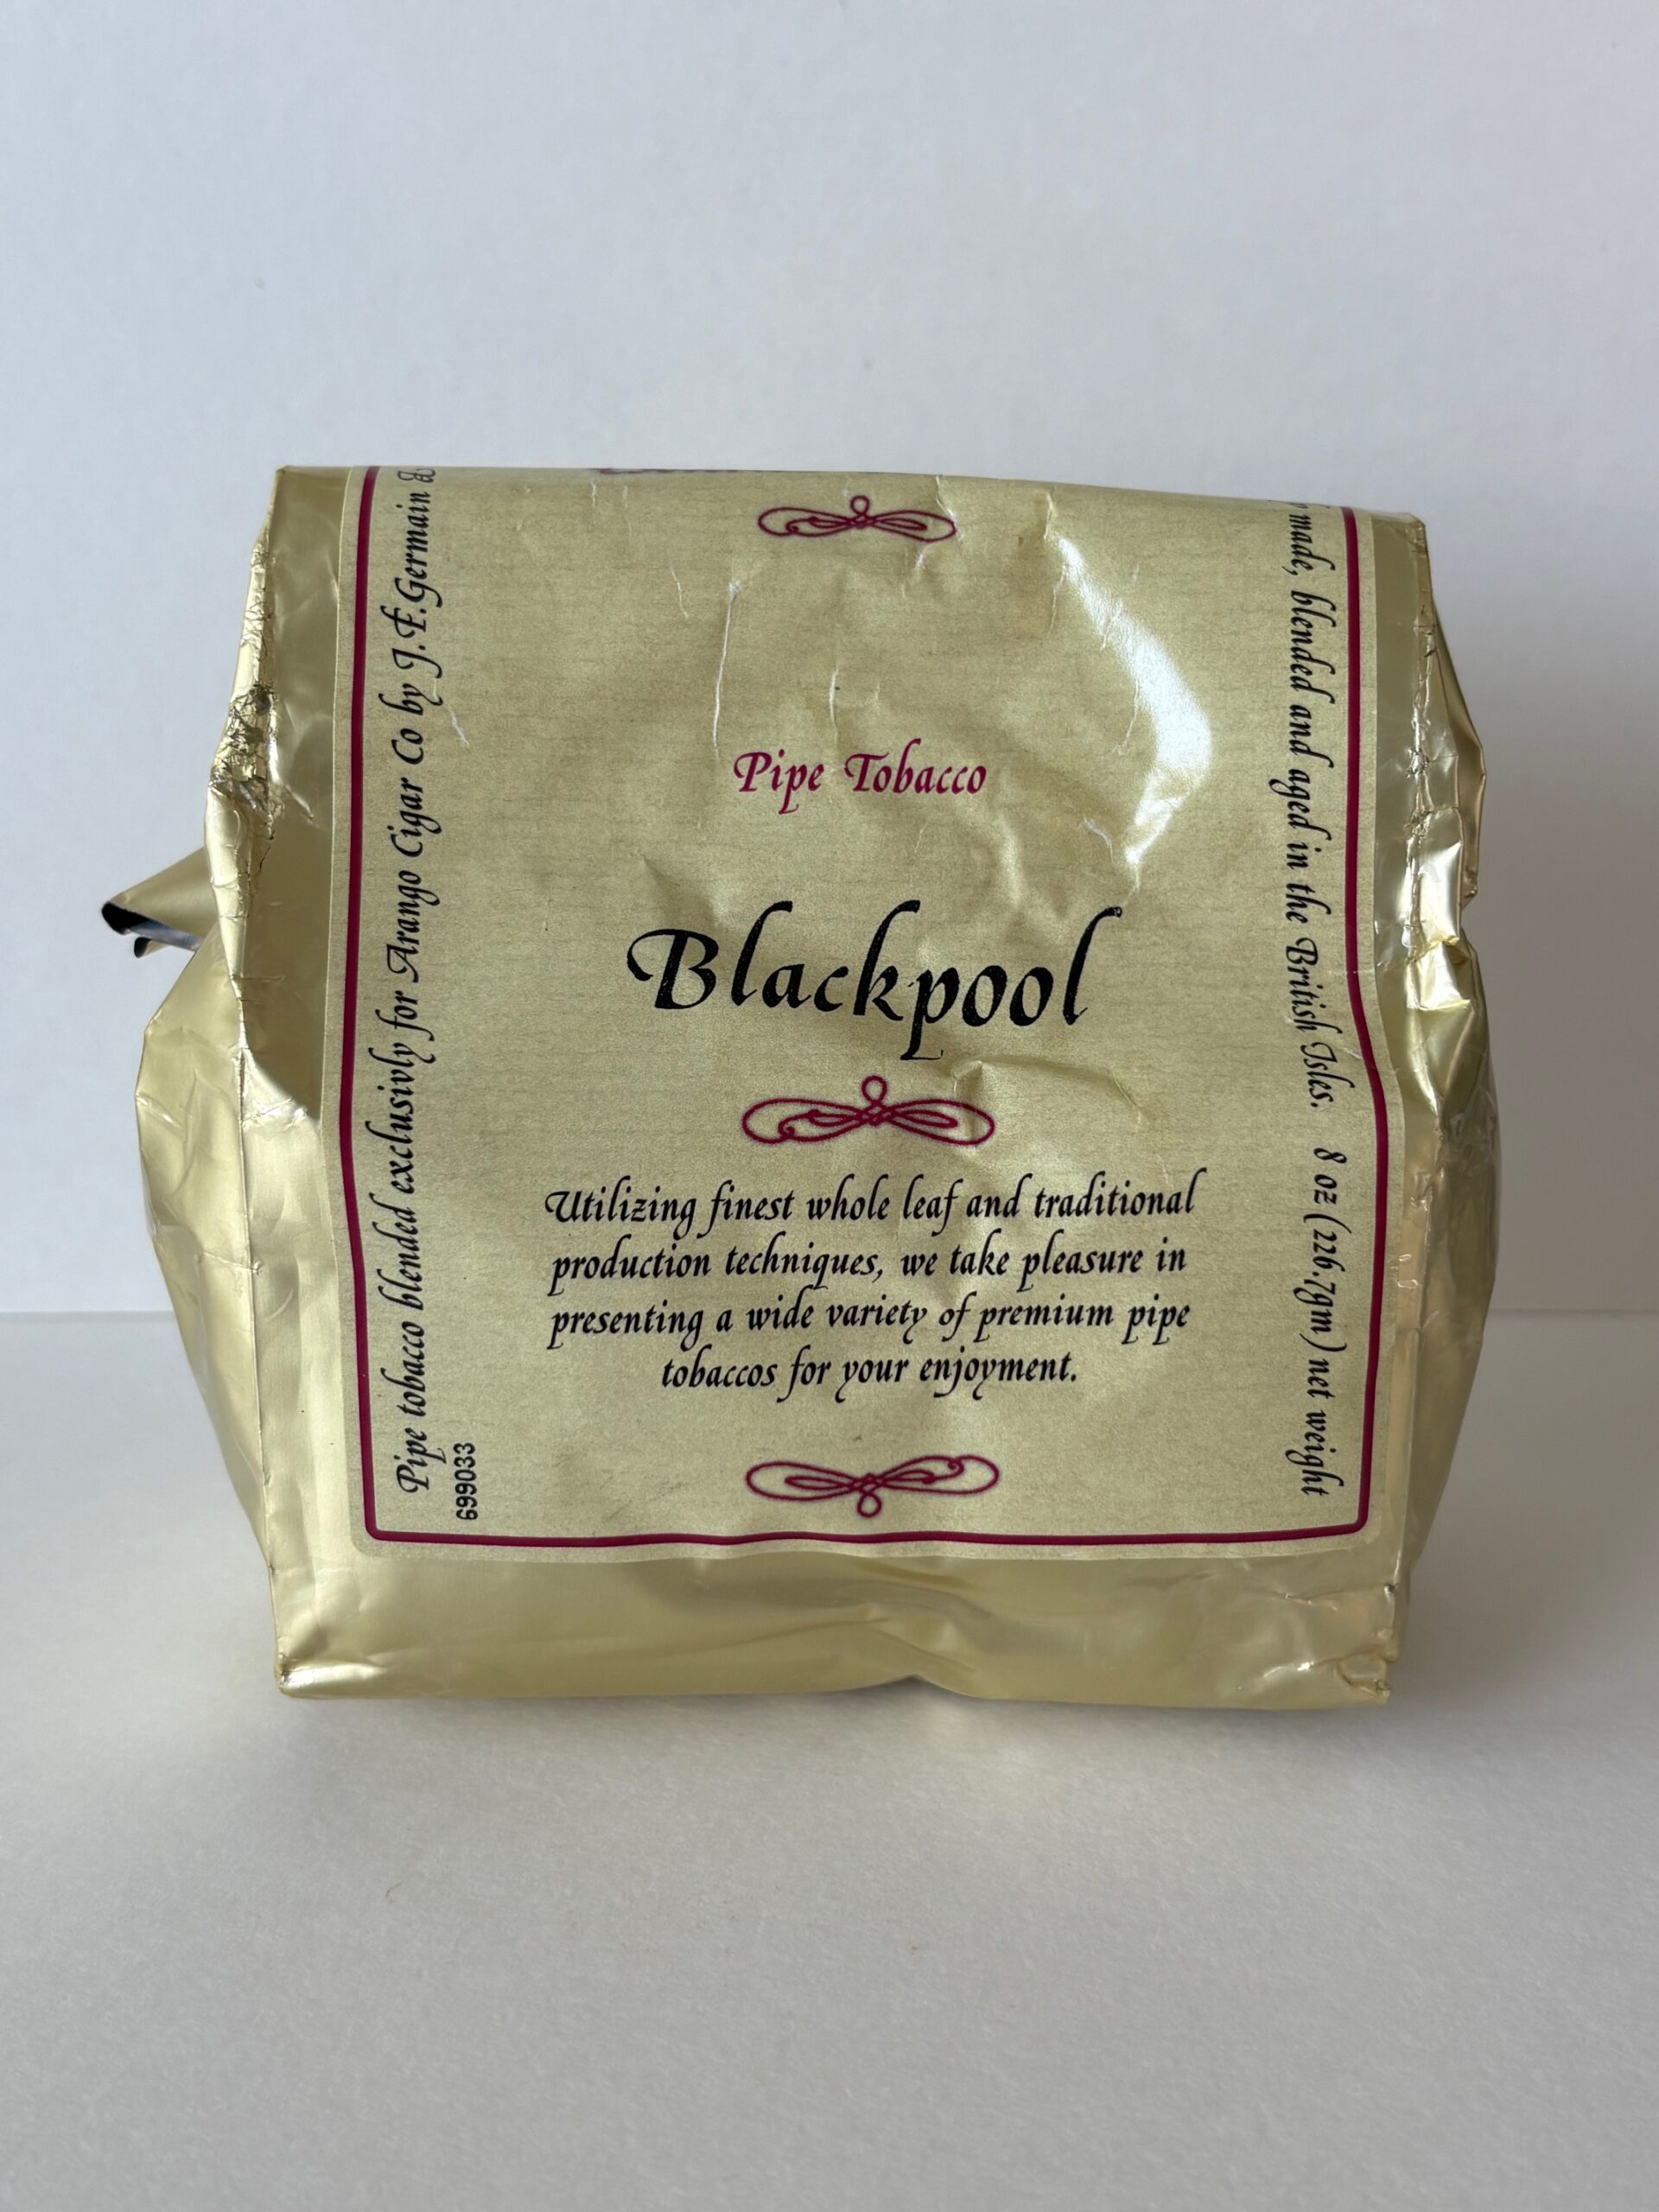 Pipe Tobacco
Blackpool
Utilizing finest whole leaf and traditional
production techniques, we take pleasure in
presenting a wide variety of premium pipe
tobaccos for your enjoyment.
Pipe tobacco blended exclusivly for Arango Cigar Co by J.F.Germain &
699033
made, blended and aged in the British Isles. 8 oz (226.7gm) net weight